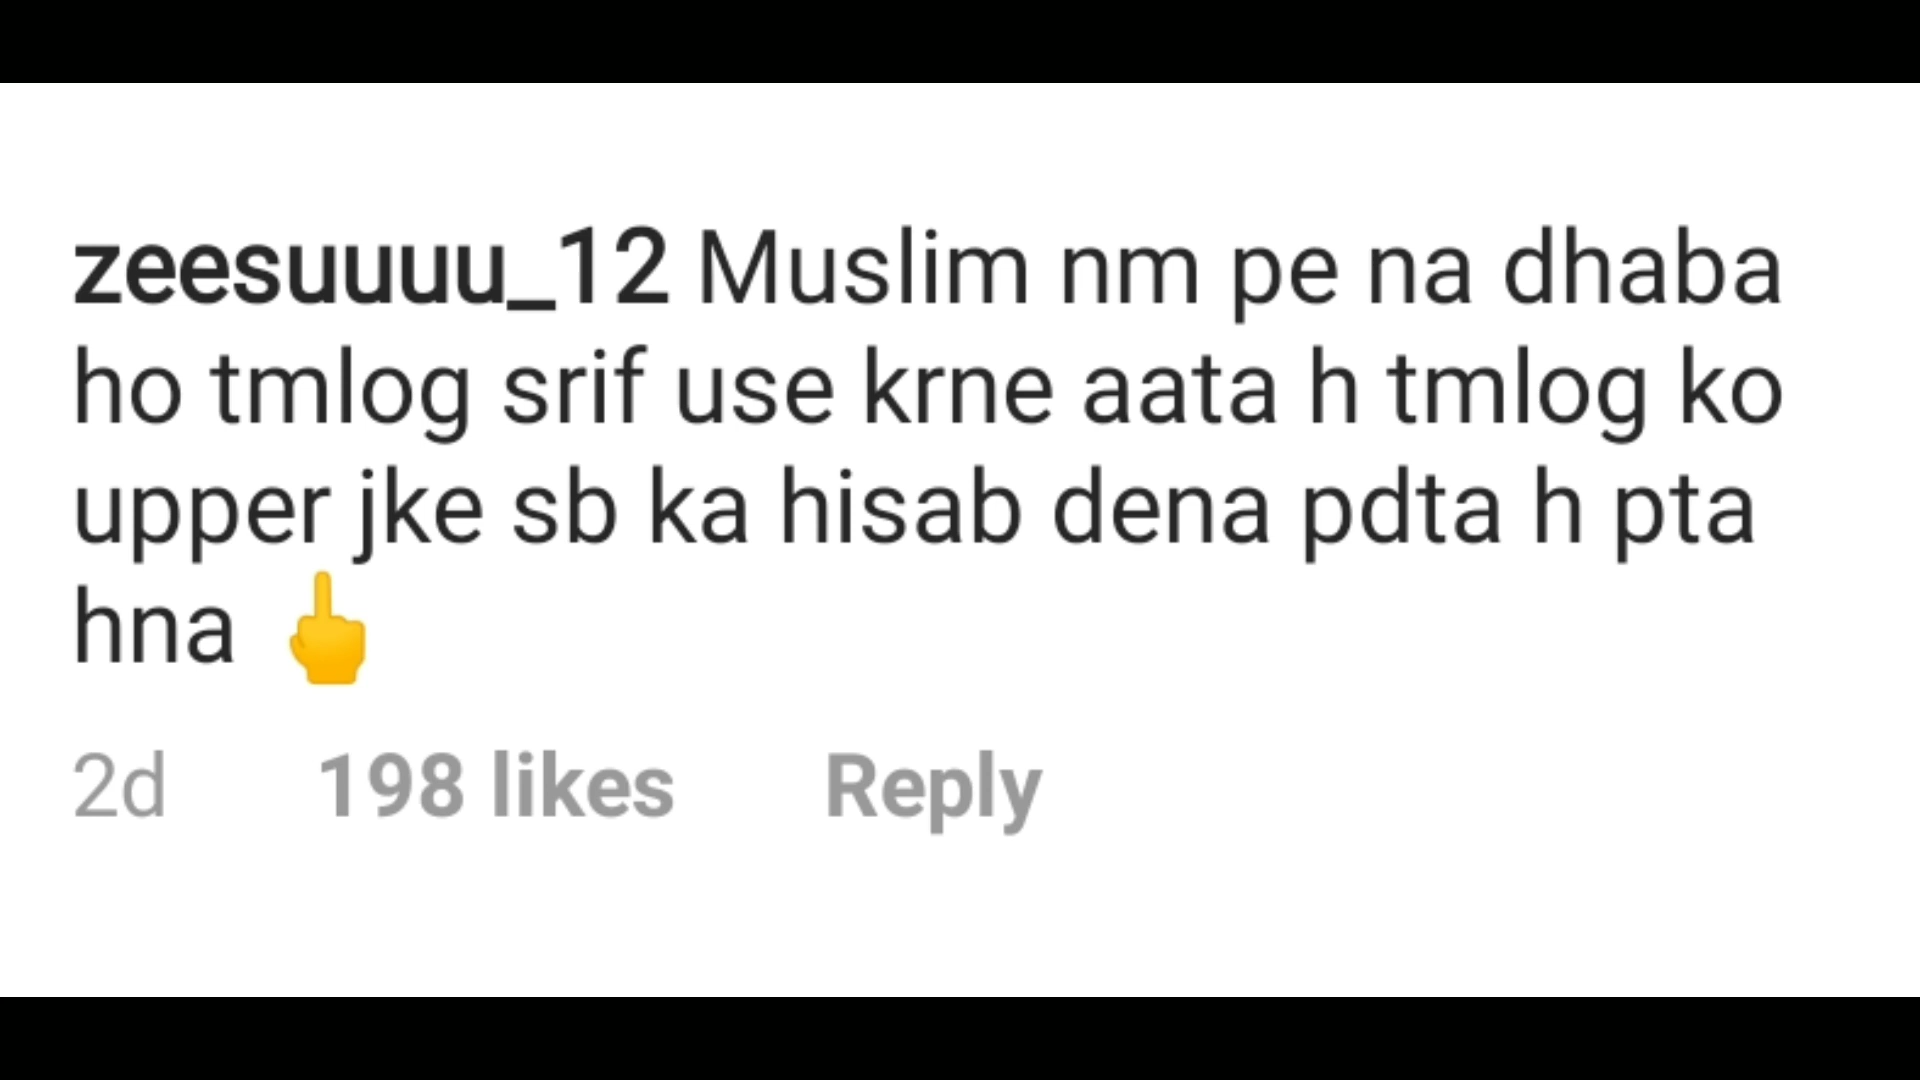 zeesuuuu_12 Muslim nm pe na dhaba
ho tmlog srif use krne aata h tmlog ko
upper jke sb ka hisab dena pdta h pta
hna 🖕
2d 198 likes Reply